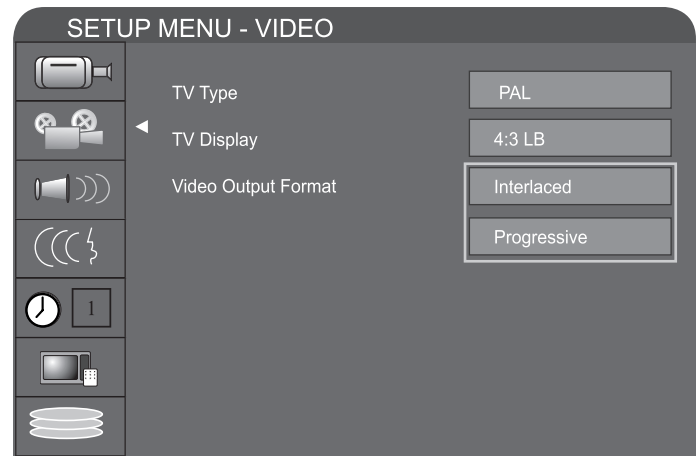 SETUP MENU - VIDEO
TV Type PAL
TV Display 4:3 LB
Video Output Format Interlaced
Progressive
1